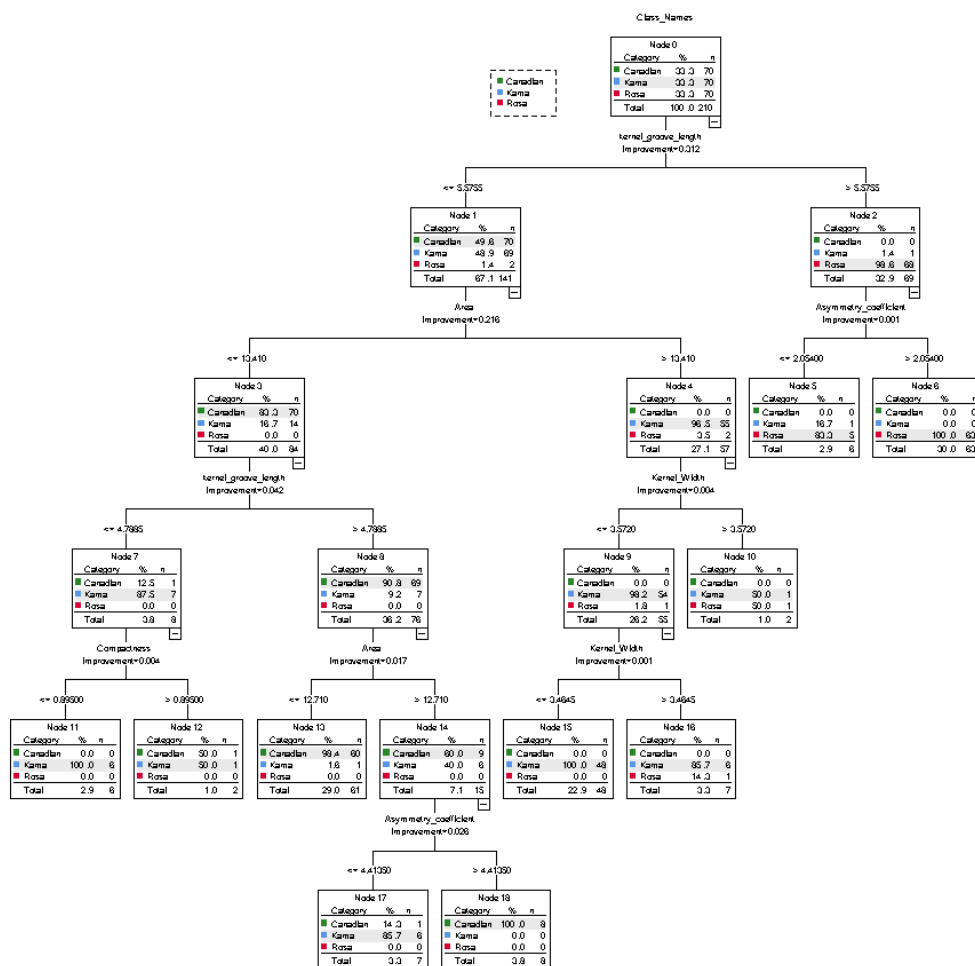 Class_Names
Node 0
Category % n
Canadian 33.3 70
Kama 33.3 70
Rosa 33.3 70
Total 100.0 210
Canadian
Kama
Rosa
kernel_groove_length
Improvement=0.312
<= 5.5755
> 5.5755
Node 1
Category % n
Canadian 49.6 70
Kama 48.9 69
Rosa 1.4 2
Total 67.1 141
Node 2
Category % n
Canadian 0.0 0
Kama 1.4 1
Rosa 98.6 68
Total 32.9 69
Area
Improvement=0.216
Asymmetry_coefficient
Improvement=0.001
<= 13.410
> 13.410
<= 2.05400
> 2.05400
Node 3
Category % n
Canadian 83.3 70
Kama 16.7 14
Rosa 0.0 0
Total 40.0 84
Node 4
Category % n
Canadian 0.0 0
Kama 96.5 55
Rosa 3.5 2
Total 27.1 57
Node 5
Category % n
Canadian 0.0 0
Kama 16.7 1
Rosa 83.3 5
Total 2.9 6
Node 6
Category % n
Canadian 0.0 0
Kama 0.0 0
Rosa 100.0 63
Total 30.0 63
kernel_groove_length
Improvement=0.042
Kernel_Width
Improvement=0.004
<= 4.7885
> 4.7885
<= 3.5720
> 3.5720
Node 7
Category % n
Canadian 12.5 1
Kama 87.5 7
Rosa 0.0 0
Total 3.8 8
Node 8
Category % n
Canadian 90.8 69
Kama 9.2 7
Rosa 0.0 0
Total 36.2 76
Node 9
Category % n
Canadian 0.0 0
Kama 98.2 54
Rosa 1.8 1
Total 26.2 55
Node 10
Category % n
Canadian 0.0 0
Kama 50.0 1
Rosa 50.0 1
Total 1.0 2
Compactness
Improvement=0.004
Area
Improvement=0.017
Kernel_Width
Improvement=0.001
<= 0.89500
> 0.89500
<= 12.710
> 12.710
<= 3.4645
> 3.4645
Node 11
Category % n
Canadian 0.0 0
Kama 100.0 6
Rosa 0.0 0
Total 2.9 6
Node 12
Category % n
Canadian 50.0 1
Kama 50.0 1
Rosa 0.0 0
Total 1.0 2
Node 13
Category % n
Canadian 98.4 60
Kama 1.6 1
Rosa 0.0 0
Total 29.0 61
Node 14
Category % n
Canadian 60.0 9
Kama 40.0 6
Rosa 0.0 0
Total 7.1 15
Node 15
Category % n
Canadian 0.0 0
Kama 100.0 48
Rosa 0.0 0
Total 22.9 48
Node 16
Category % n
Canadian 0.0 0
Kama 85.7 6
Rosa 14.3 1
Total 3.3 7
Asymmetry_coefficient
Improvement=0.026
<= 4.41350
> 4.41350
Node 17
Category % n
Canadian 14.3 1
Kama 85.7 6
Rosa 0.0 0
Total 3.3 7
Node 18
Category % n
Canadian 100.0 8
Kama 0.0 0
Rosa 0.0 0
Total 3.8 8